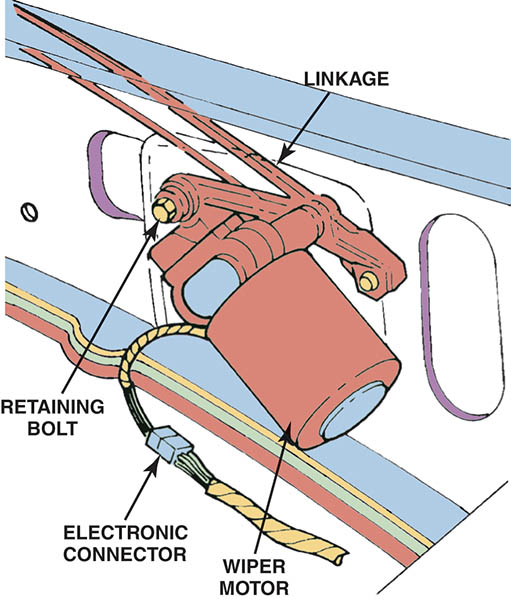 LINKAGE
RETAINING
BOLT
ELECTRONIC
CONNECTOR
WIPER
MOTOR